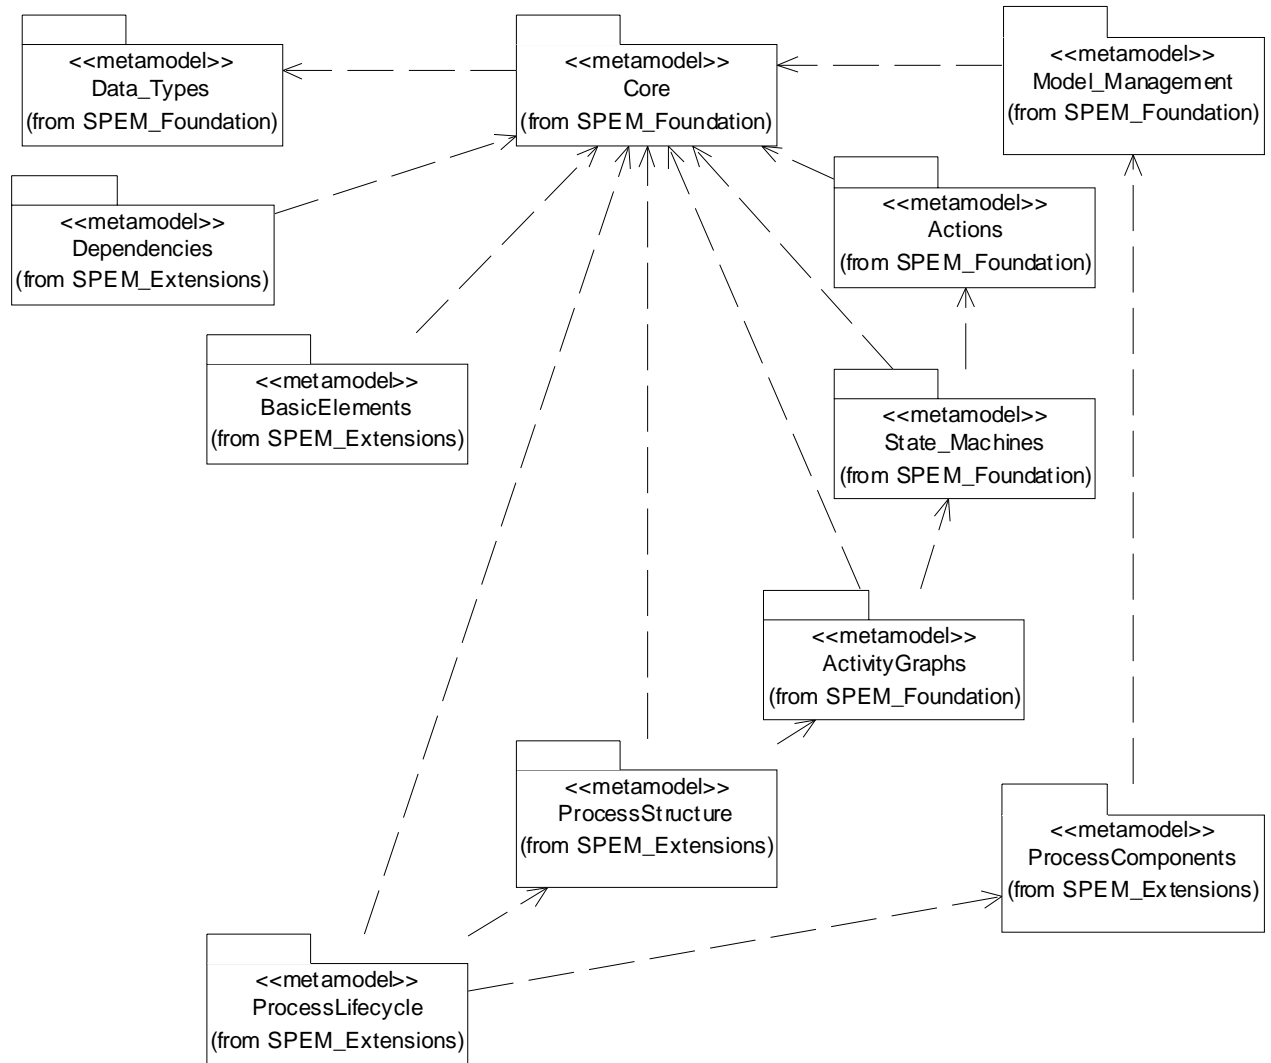 <<metamodel>>
Data_Types
(from SPEM_Foundation)
<<metamodel>>
Core
(from SPEM_Foundation)
<<metamodel>>
Model_Management
(from SPEM_Foundation)
<<metamodel>>
Dependencies
(from SPEM_Extensions)
<<metamodel>>
Actions
(from SPEM_Foundation)
<<metamodel>>
BasicElements
(from SPEM_Extensions)
<<metamodel>>
State_Machines
(from SPEM_Foundation)
<<metamodel>>
ActivityGraphs
(from SPEM_Foundation)
<<metamodel>>
ProcessStructure
(from SPEM_Extensions)
<<metamodel>>
ProcessComponents
(from SPEM_Extensions)
<<metamodel>>
ProcessLifecycle
(from SPEM_Extensions)